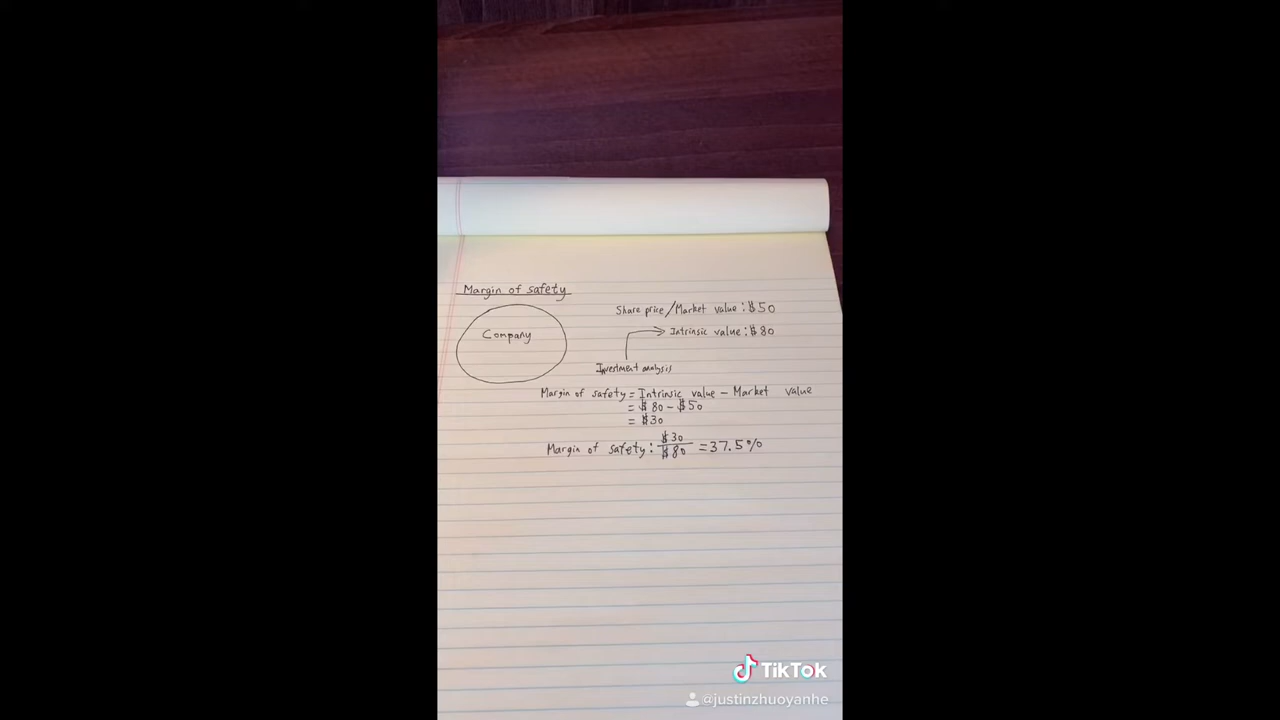 Margin of safety
Company
Share price/Market value: $50
Intrinsic value: $80
Investment analysis
Margin of safety = Intrinsic value - Market value
= $80 - $50
= $30
Margin of safety: $30
$80 = 37.5%
TikTok
@justinzhuoyanhe